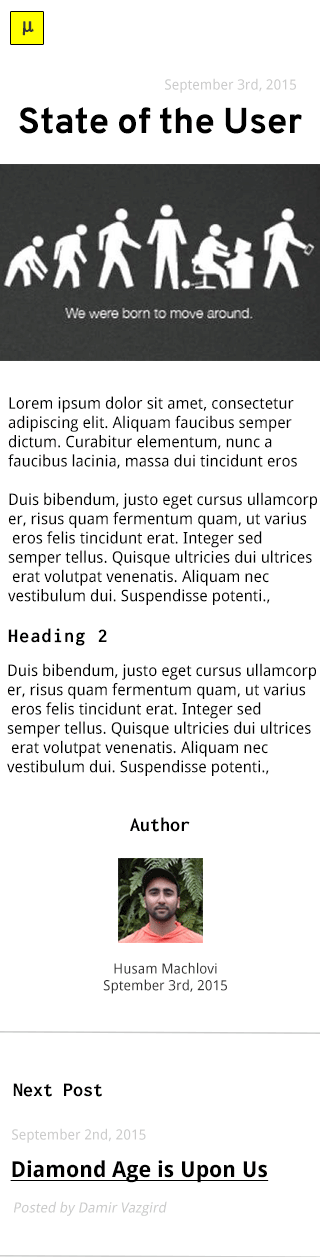 μ
September 3rd, 2015
State of the User
We were born to move around.
Lorem ipsum dolor sit amet, consectetur
adipiscing elit. Aliquam faucibus semper
dictum. Curabitur elementum, nunc a
faucibus lacinia, massa dui tincidunt eros
Duis bibendum, justo eget cursus ullamcorp
er, risus quam fermentum quam, ut varius
eros felis tincidunt erat. Integer sed
semper tellus. Quisque ultricies dui ultrices
erat volutpat venenatis. Aliquam nec
vestibulum dui. Suspendisse potenti.,
Heading 2
Duis bibendum, justo eget cursus ullamcorp
er, risus quam fermentum quam, ut varius
eros felis tincidunt erat. Integer sed
semper tellus. Quisque ultricies dui ultrices
erat volutpat venenatis. Aliquam nec
vestibulum dui. Suspendisse potenti.,
Author
Husam Machlovi
Sptember 3rd, 2015
Next Post
September 2nd, 2015
Diamond Age is Upon Us
Posted by Damir Vazgird